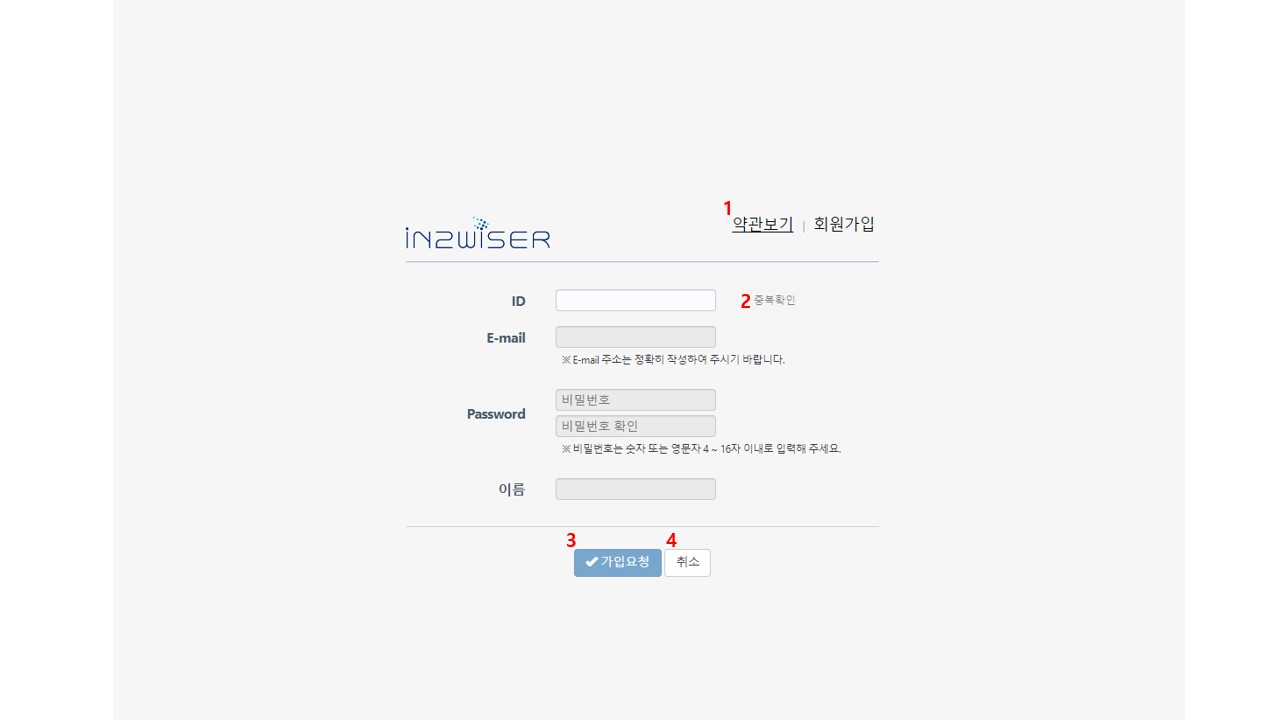 1
약관보기 | 회원가입
iN2WiSER
ID 2 중복확인
E-mail
※ E-mail 주소는 정확히 작성하여 주시기 바랍니다.
Password 비밀번호
비밀번호 확인
※ 비밀번호는 숫자 또는 영문자 4 ~ 16자 이내로 입력해 주세요.
이름
3 4
가입요청 취소